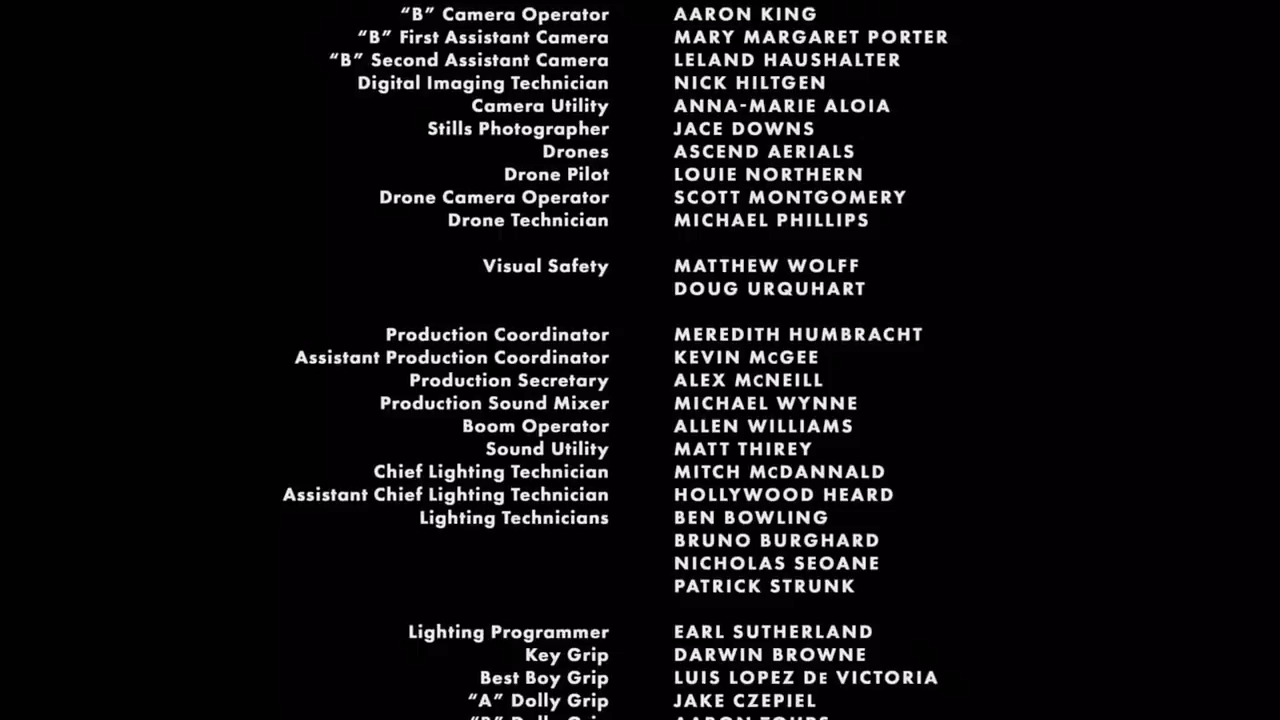 “B” Camera Operator AARON KING
“B” First Assistant Camera MARY MARGARET PORTER
“B” Second Assistant Camera LELAND HAUSHALTER
Digital Imaging Technician NICK HILTGEN
Camera Utility ANNA-MARIE ALOIA
Stills Photographer JACE DOWNS
Drones ASCEND AERIALS
Drone Pilot LOUIE NORTHERN
Drone Camera Operator SCOTT MONTGOMERY
Drone Technician MICHAEL PHILLIPS
Visual Safety MATTHEW WOLFF
DOUG URQUHART
Production Coordinator MEREDITH HUMBRACHT
Assistant Production Coordinator KEVIN McGEE
Production Secretary ALEX McNEILL
Production Sound Mixer MICHAEL WYNNE
Boom Operator ALLEN WILLIAMS
Sound Utility MATT THIREY
Chief Lighting Technician MITCH McDANNALD
Assistant Chief Lighting Technician HOLLYWOOD HEARD
Lighting Technicians BEN BOWLING
BRUNO BURGHARD
NICHOLAS SEOANE
PATRICK STRUNK
Lighting Programmer EARL SUTHERLAND
Key Grip DARWIN BROWNE
Best Boy Grip LUIS LOPEZ De VICTORIA
“A” Dolly Grip JAKE CZEPIEL
“B” Dolly Grip AARON